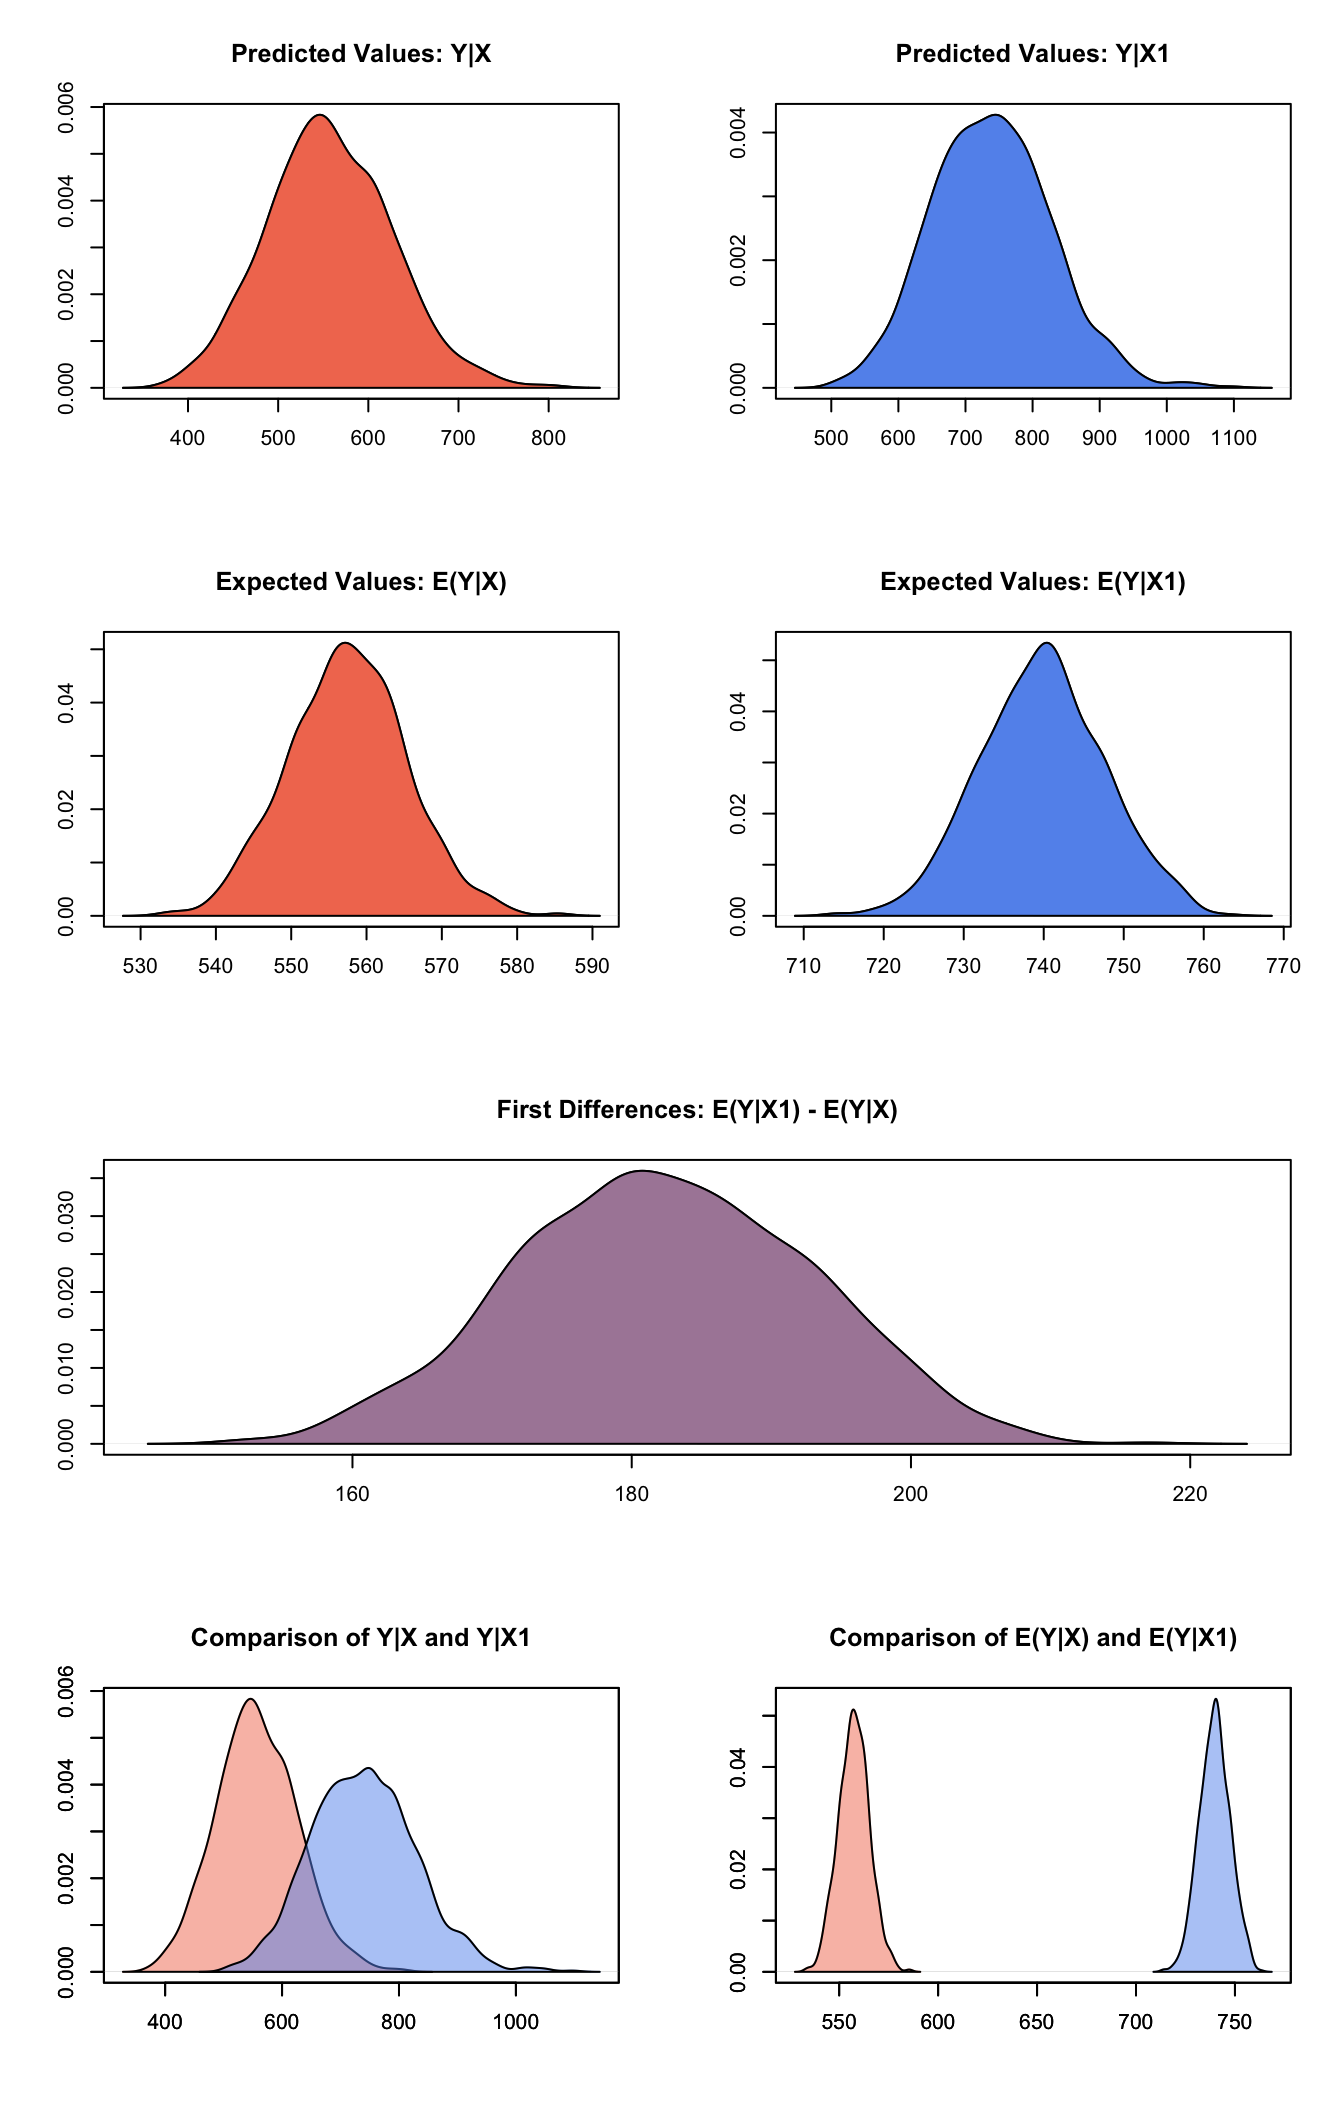 Predicted Values: Y|X
0.000 0.002 0.004 0.006
400 500 600 700 800
Predicted Values: Y|X1
0.000 0.002 0.004
500 600 700 800 900 1000 1100
Expected Values: E(Y|X)
0.00 0.02 0.04
530 540 550 560 570 580 590
Expected Values: E(Y|X1)
0.00 0.02 0.04
710 720 730 740 750 760 770
First Differences: E(Y|X1) - E(Y|X)
0.000 0.010 0.020 0.030
160 180 200 220
Comparison of Y|X and Y|X1
0.000 0.002 0.004 0.006
400 600 800 1000
Comparison of E(Y|X) and E(Y|X1)
0.00 0.02 0.04
550 600 650 700 750